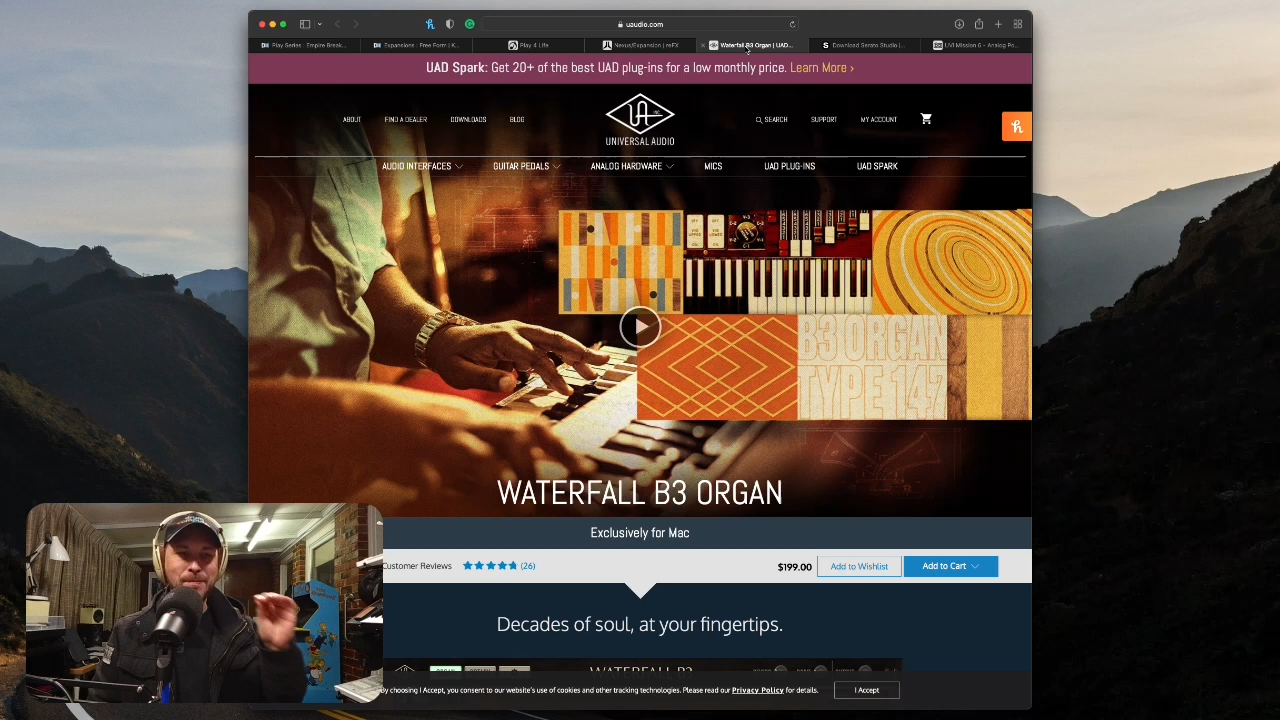 uaudio.com
Play Series : Empire Break...
Expansions : Free Form | K...
Play 4 Life
Nexus/Expansion | reFX
Waterfall B3 Organ | UAD...
Download Serato Studio |...
UVI Mission 6 - Analog Po...
UAD Spark: Get 20+ of the best UAD plug-ins for a low monthly price. Learn More ›
ABOUT
FIND A DEALER
DOWNLOADS
BLOG
UNIVERSAL AUDIO
SEARCH
SUPPORT
MY ACCOUNT
AUDIO INTERFACES
GUITAR PEDALS
ANALOG HARDWARE
MICS
UAD PLUG-INS
UAD SPARK
B3 ORGAN
TYPE 147
WATERFALL B3 ORGAN
Exclusively for Mac
Customer Reviews
(26)
$199.00
Add to Wishlist
Add to Cart
Decades of soul, at your fingertips.
WATERFALL B3
By choosing I Accept, you consent to our website's use of cookies and other tracking technologies. Please read our Privacy Policy for details.
I Accept